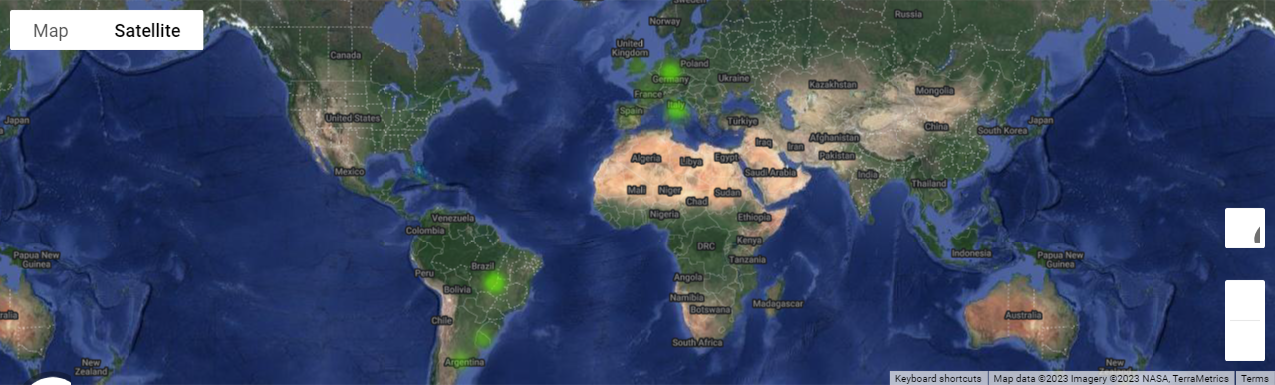 Map
Satellite
Sweden
Norway
Russia
United
Kingdom
Canada
Poland
Germany
Ukraine
Kazakhstan
Mongolia
France
Italy
Spain
Türkiye
Japan
United States
China
South Korea
Japan
Afghanistan
Iraq
Iran
Pakistan
Algeria
Libya
Egypt
Mexico
Saudi Arabia
India
Thailand
Mali
Niger
Sudan
Chad
Venezuela
Nigeria
Ethiopia
Colombia
Kenya
DRC
Papua New
Guinea
Tanzania
Indonesia
Papua New
Guinea
Brazil
Peru
Angola
Bolivia
Namibia
Madagascar
Botswana
ralia
Chile
Australia
South Africa
New
Zealand
Argentina
New
Keyboard shortcuts
Map data ©2023 Imagery ©2023 NASA, TerraMetrics
Terms